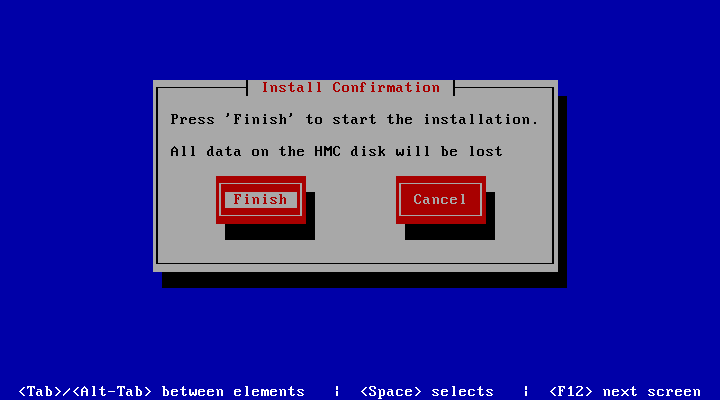 Install Confirmation
Press 'Finish' to start the installation.
All data on the HMC disk will be lost
Finish Cancel
<Tab>/<Alt-Tab> between elements | <Space> selects | <F12> next screen